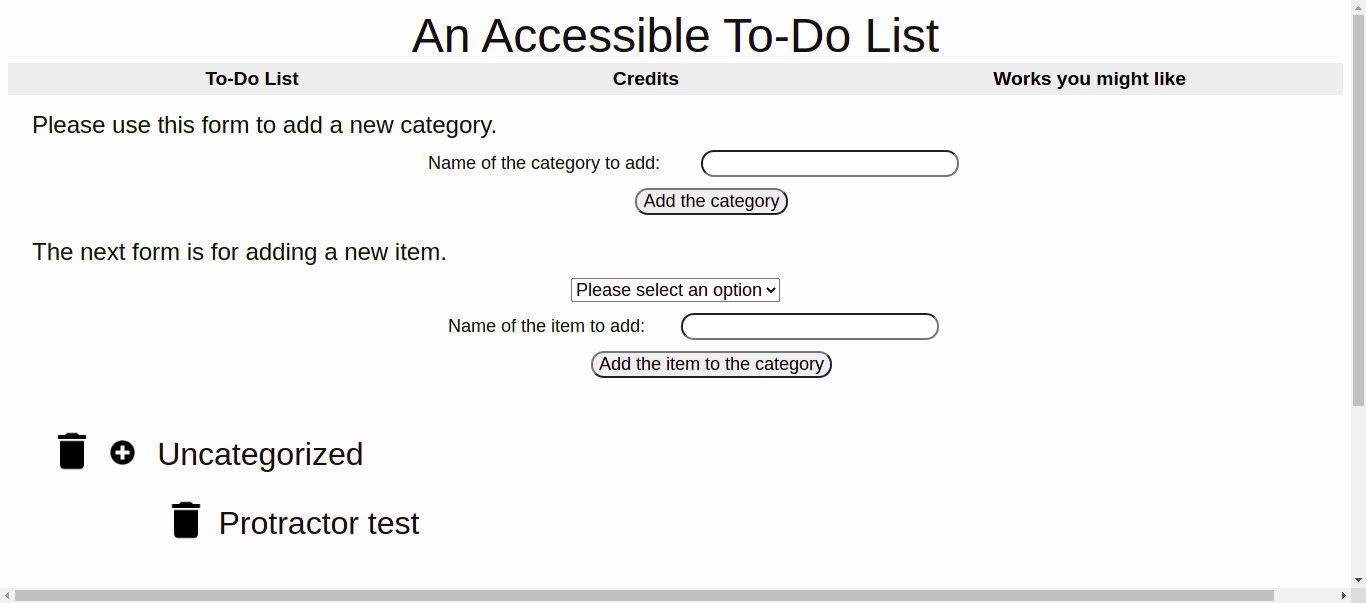 An Accessible To-Do List
To-Do List Credits Works you might like
Please use this form to add a new category.
Name of the category to add:
Add the category
The next form is for adding a new item.
Please select an option
Name of the item to add:
Add the item to the category
Uncategorized
Protractor test